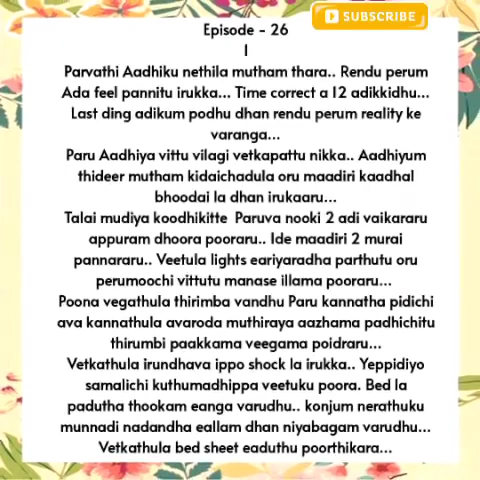 SUBSCRIBE
Episode - 26
1
Parvathi Aadhiku nethila mutham thara.. Rendu perum
Ada feel pannitu irukka... Time correct a 12 adikkidhu...
Last ding adikum podhu dhan rendu perum reality ke
varanga...
Paru Aadhiya vittu vilagi vetkapattu nikka.. Aadhiyum
thideer mutham kidaichadula oru maadiri kaadhal
bhoodai la dhan irukaaru...
Talai mudiya koodhikitte Paruva nooki 2 adi vaikararu
appuram dhoora pooraru.. Ide maadiri 2 murai
pannararu.. Veetula lights eariyaradha parthutu oru
perumoochi vittutu manase illama pooraru...
Poona vegathula thirimba vandhu Paru kannatha pidichi
ava kannathula avaroda muthiraya aazhama padhichitu
thirumbi paakkama veegama poidraru...
Vetkathula irundhava ippo shock la irukka.. Yeppidiyo
samalichi kuthumadhippa veetuku poora. Bed la
padutha thookam eanga varudhu.. konjum nerathuku
munnadi nadandha eallam dhan niyabagam varudhu...
Vetkathula bed sheet eaduthu poorthikara...